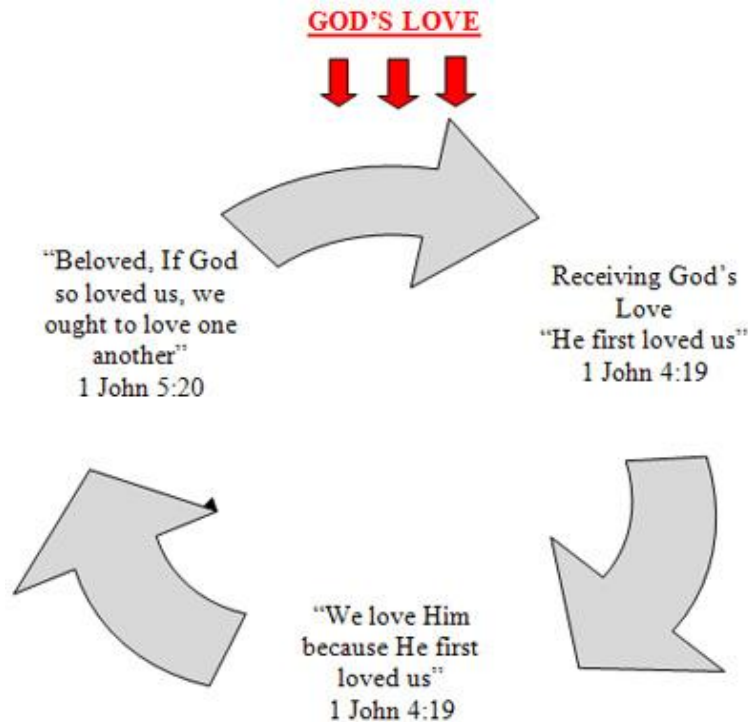 GOD'S LOVE
“Beloved, If God
so loved us, we
ought to love one
another”
1 John 5:20
Receiving God’s
Love
“He first loved us”
1 John 4:19
“We love Him
because He first
loved us”
1 John 4:19